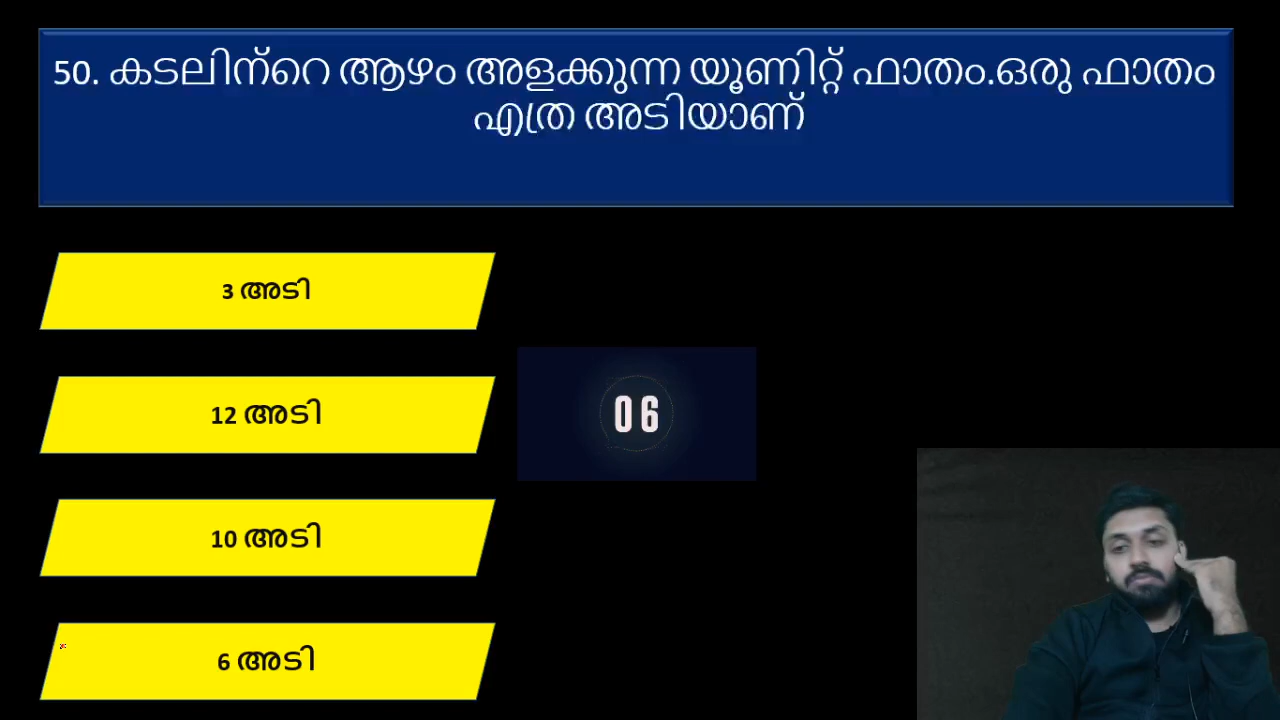 50. കടലിന്റെ ആഴം അളക്കുന്ന യൂണിറ്റ് ഫാതം.ഒരു ഫാതം
എത്ര അടിയാണ്
3 അടി
12 അടി
06
10 അടി
6 അടി